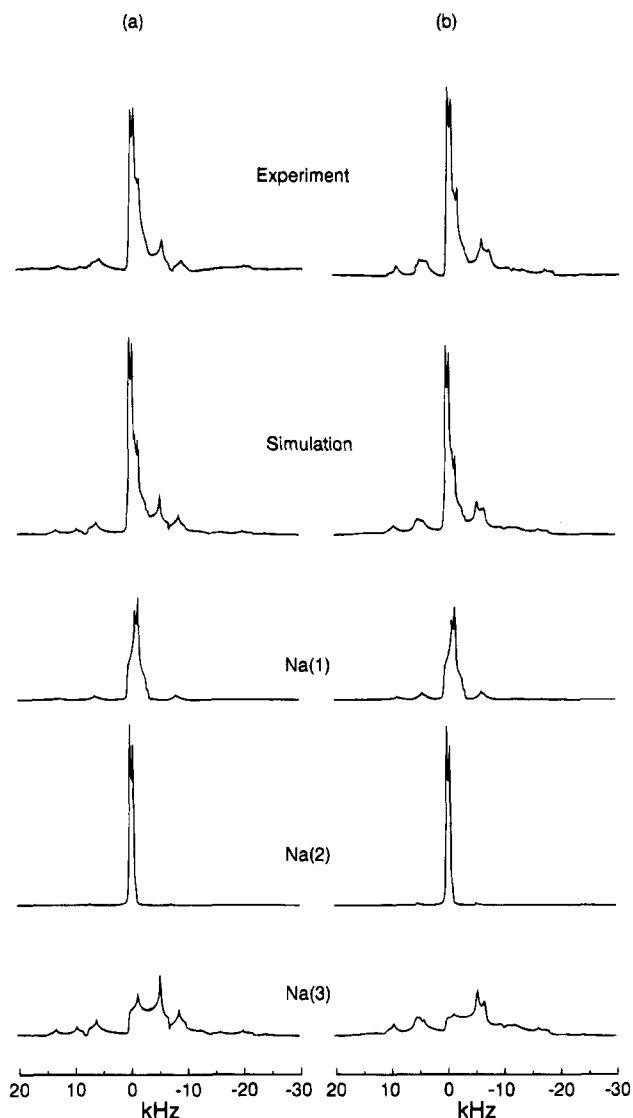 (a) (b)
Experiment
Simulation
Na(1)
Na(2)
Na(3)
20 10 0 -10 -20 -30 20 10 0 -10 -20 -30
kHz kHz